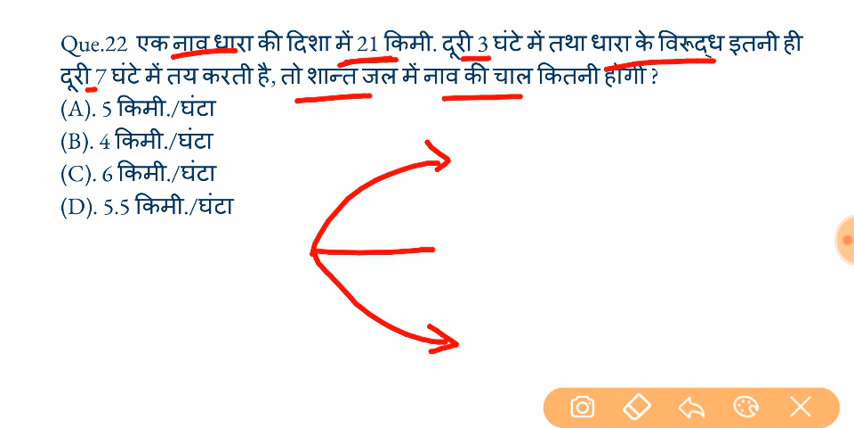 Que.22 एक नाव धारा की दिशा में 21 किमी. दूरी 3 घंटे में तथा धारा के विरूद्ध इतनी ही
दूरी 7 घंटे में तय करती है, तो शान्त जल में नाव की चाल कितनी होगी ?
(A). 5 किमी./घंटा
(B). 4 किमी./घंटा
(C). 6 किमी./घंटा
(D). 5.5 किमी./घंटा